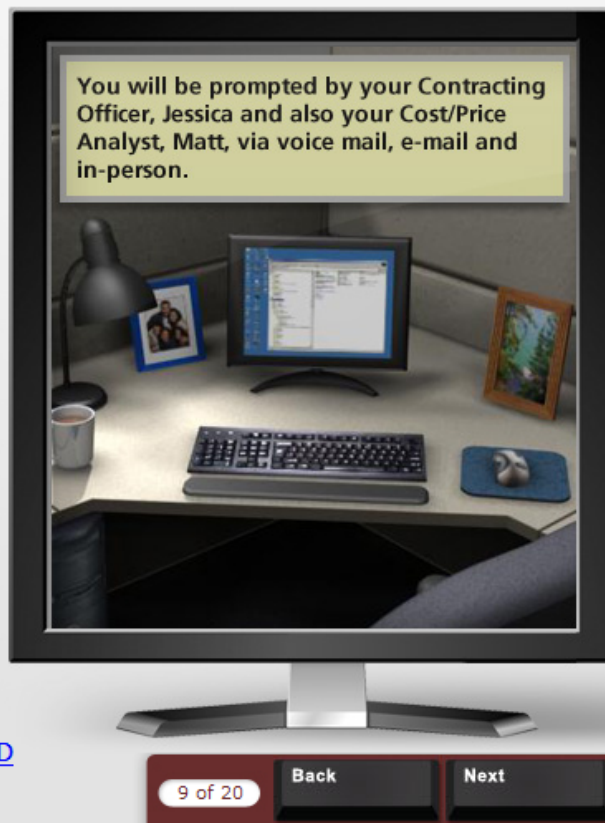 You will be prompted by your Contracting
Officer, Jessica and also your Cost/Price
Analyst, Matt, via voice mail, e-mail and
in-person.
D
9 of 20
Back
Next